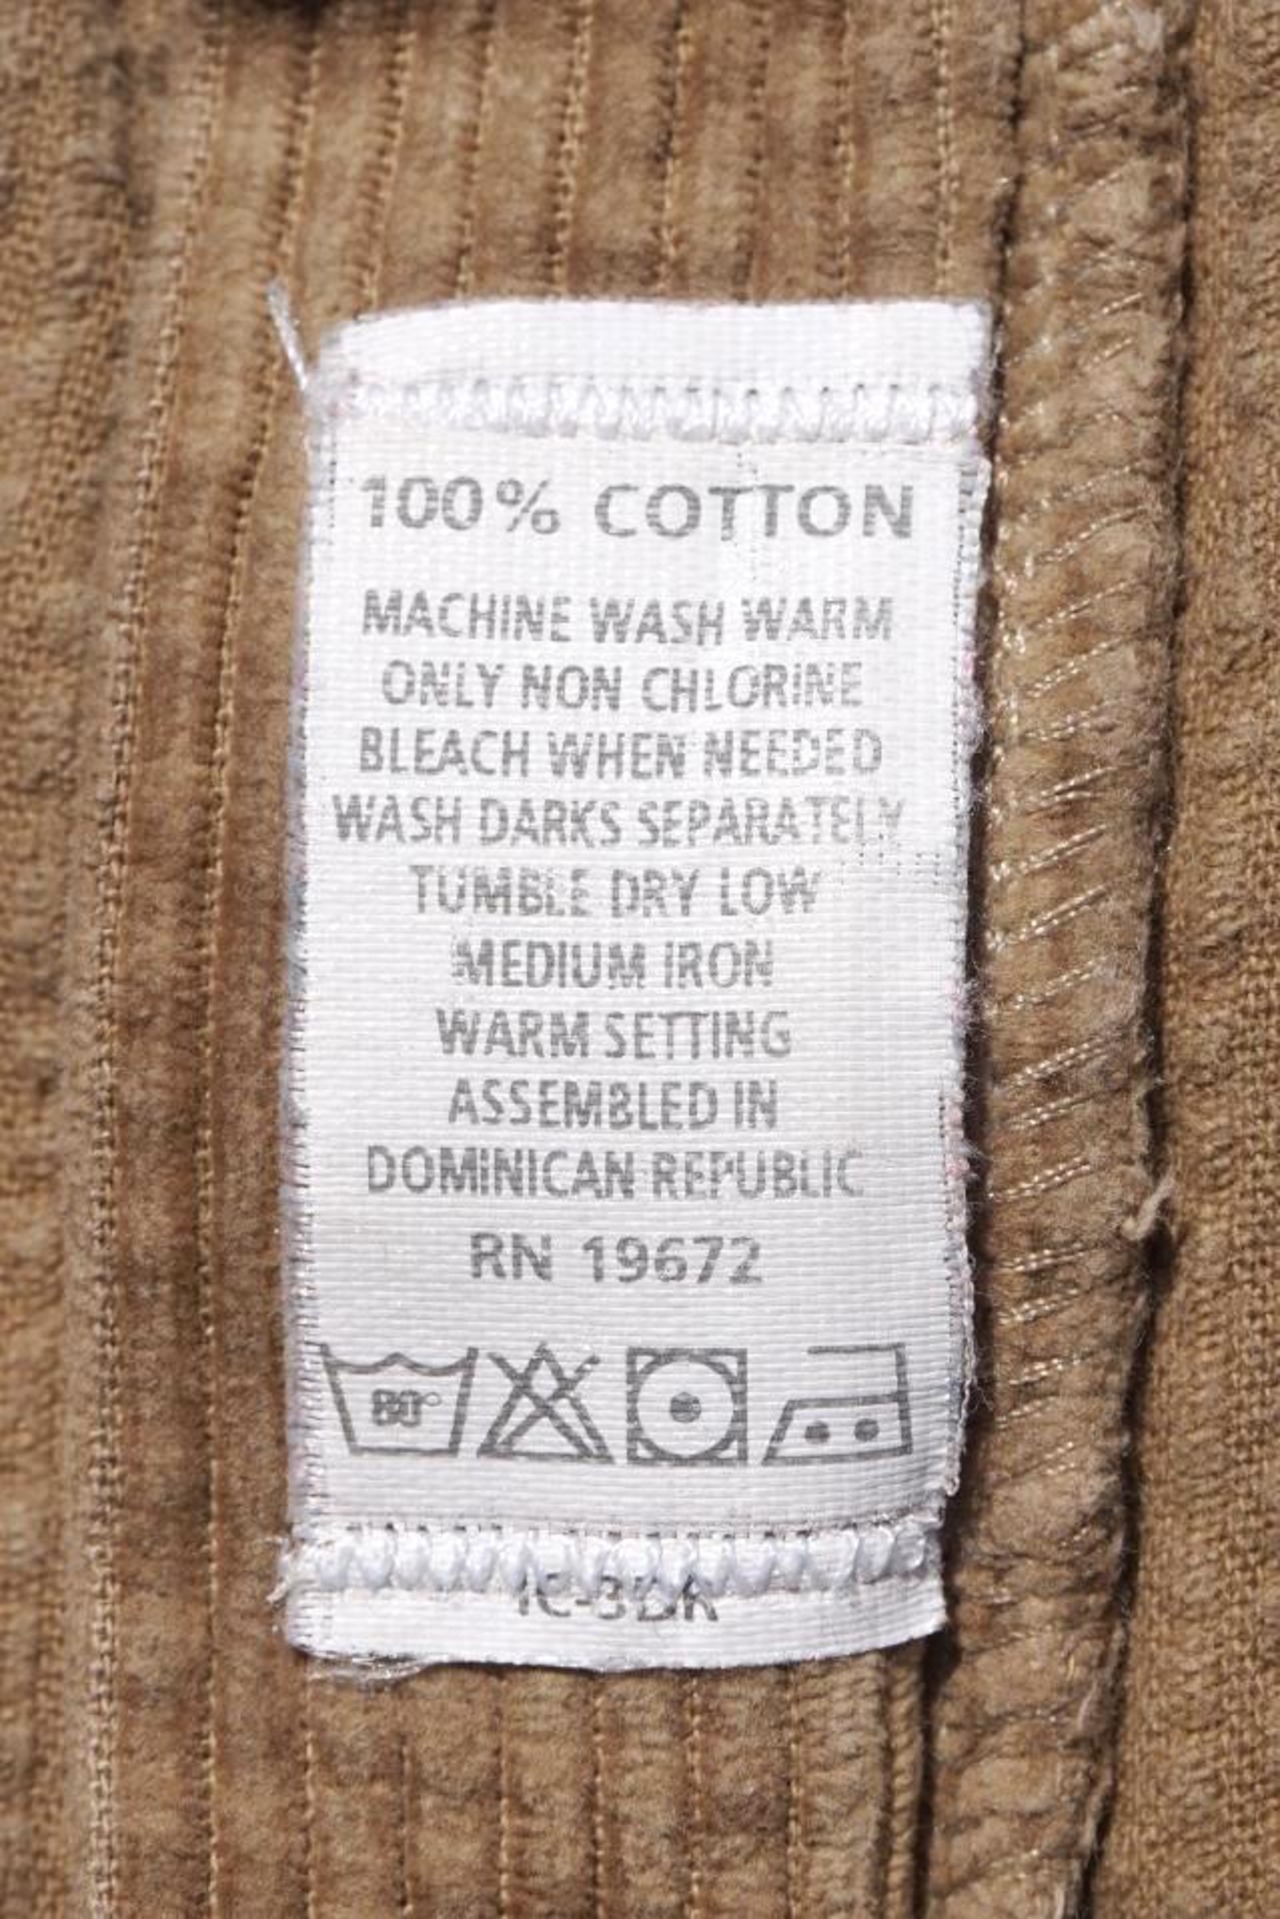 100% COTTON
MACHINE WASH WARM
ONLY NON CHLORINE
BLEACH WHEN NEEDED
WASH DARKS SEPARATELY
TUMBLE DRY LOW
MEDIUM IRON
WARM SETTING
ASSEMBLED IN
DOMINICAN REPUBLIC
RN 19672